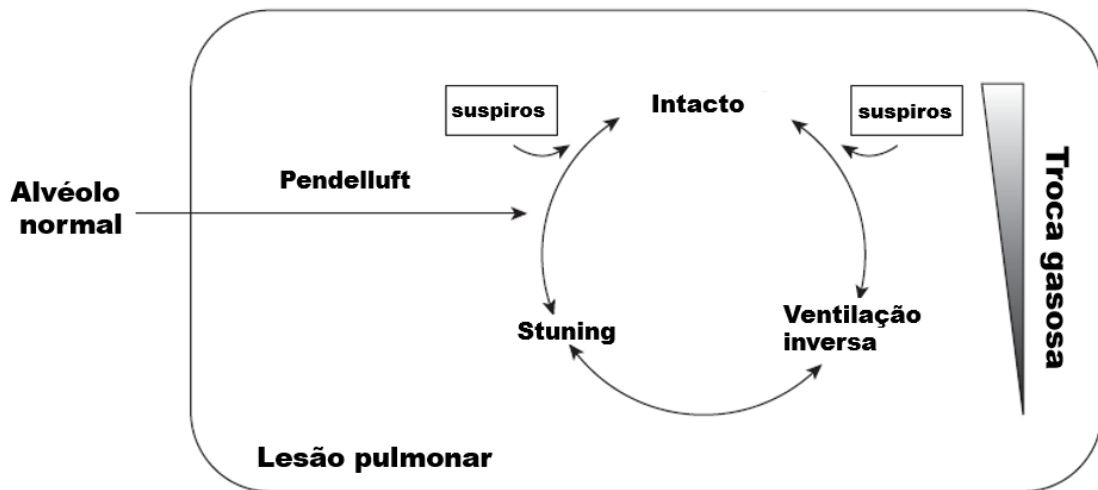 suspiros
Intacto
suspiros
Pendelluft
Alvéolo
normal
Troca gasosa
Stuning
Ventilação
inversa
Lesão pulmonar